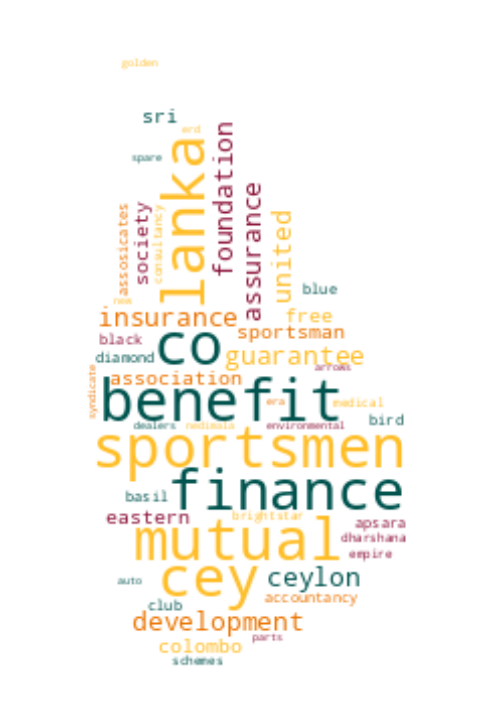 golden
sri
erd
spare
lanka
foundation
assosicates
society
consultancy
assurance
united
blue
new
insurance
free
black
co
sportsman
diamond
guarantee
arrows
syndicate
association
benefit
era
medical
bird
dealers
nedimala
environmental
sportsmen
finance
basil
eastern
brightstar
apsara
mutual
dharshana
empire
cey
ceylon
auto
accountancy
club
development
parts
colombo
schemes